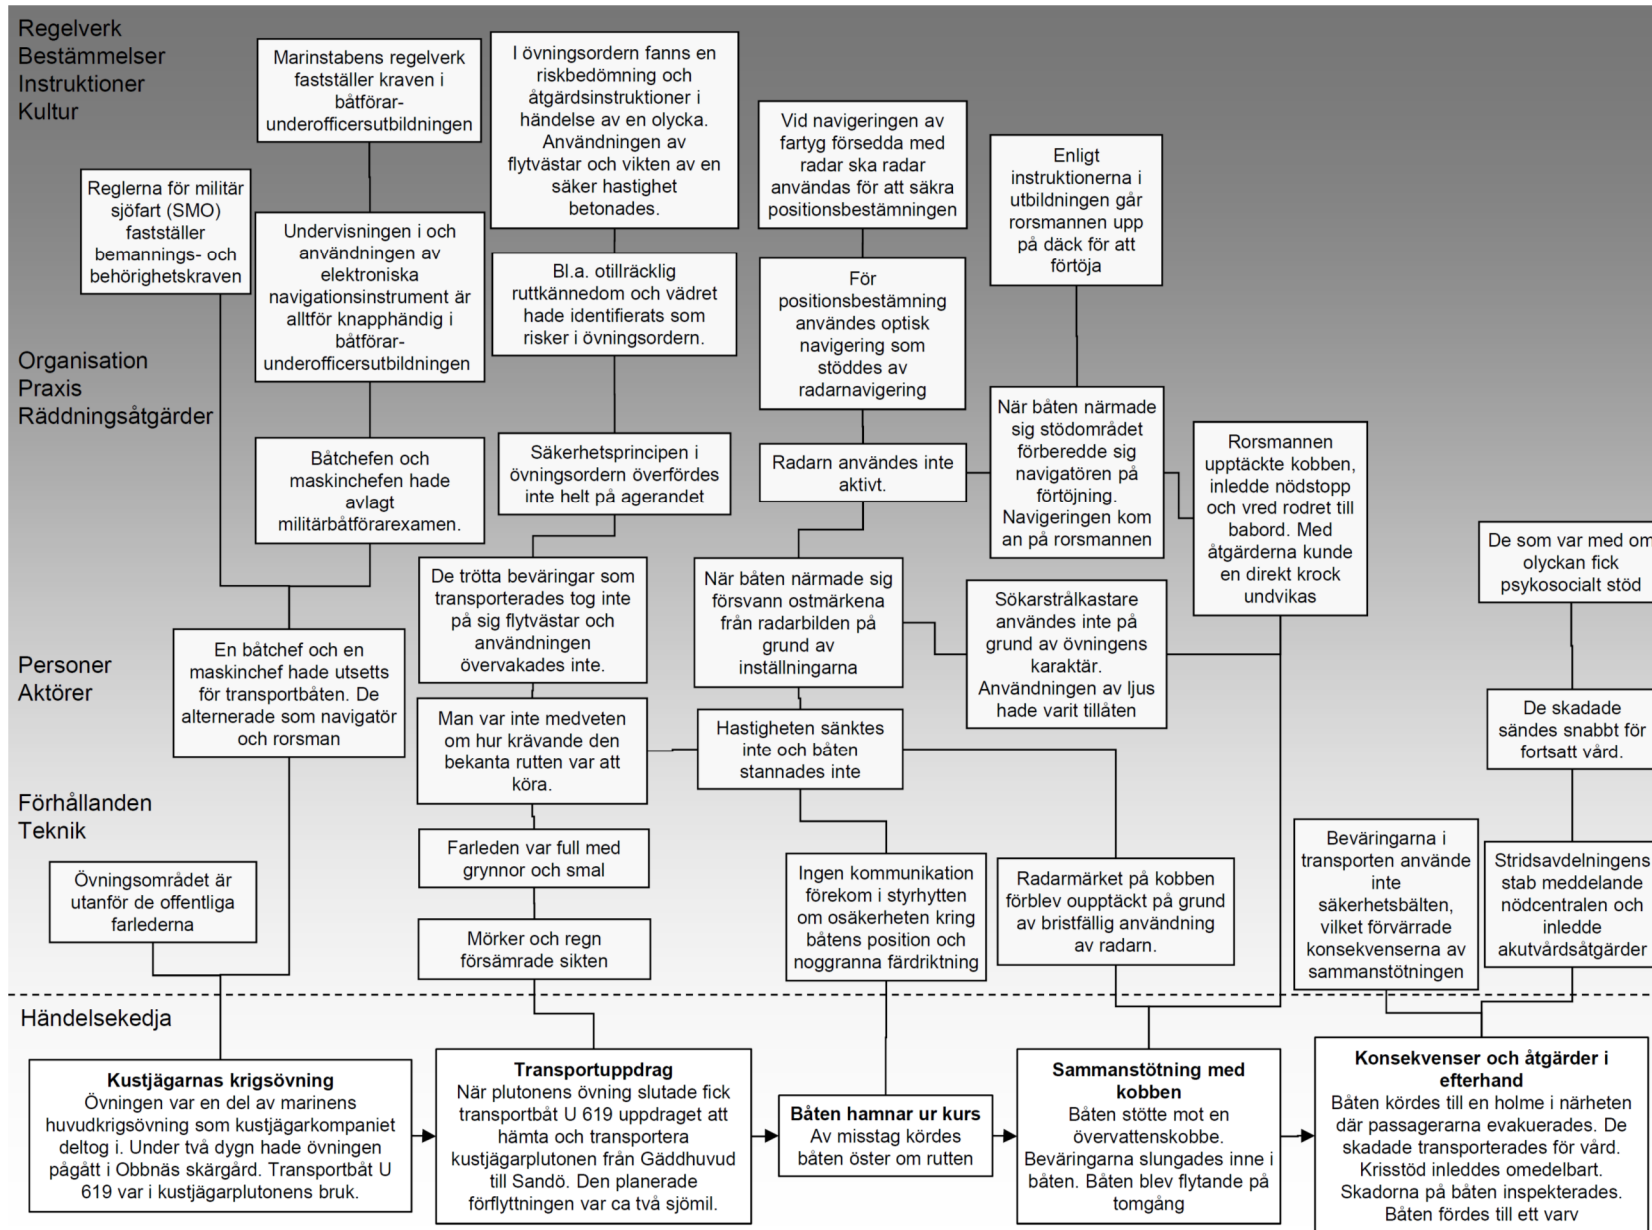 Regelverk
Bestämmelser
Instruktioner
Kultur
Marinstabens regelverk
fastställer kraven i
båtförar-
underofficersutbildningen
I övningsordern fanns en
riskbedömning och
åtgärdsinstruktioner i
händelse av en olycka.
Användningen av
flytvästar och vikten av en
säker hastighet
betonades.
Vid navigeringen av
fartyg försedda med
radar ska radar
användas för att säkra
positionsbestämningen
Enligt
instruktionerna i
utbildningen går
rorsmannen upp
på däck för att
förtöja
Reglerna för militär
sjöfart (SMO)
fastställer
bemannings- och
behörighetskraven
Undervisningen i och
användningen av
elektroniska
navigationsinstrument är
alltför knapphändig i
båtförar-
underofficersutbildningen
Bl.a. otillräcklig
ruttkännedom och vädret
hade identifierats som
risker i övningsordern.
För
positionsbestämning
användes optisk
navigering som
stöddes av
radarnavigering
Organisation
Praxis
Räddningsåtgärder
Båtchefen och
maskinchefen hade
avlagt
militärbåtförarexamen.
Säkerhetsprincipen i
övningsordern överfördes
inte helt på agerandet
Radarn användes inte
aktivt.
När båten närmade
sig stödområdet
förberedde sig
navigatören på
förtöjning.
Navigeringen kom
an på rorsmannen
Rorsmannen
upptäckte kobben,
inledde nödstopp
och vred rodret till
babord. Med
åtgärderna kunde
en direkt krock
undvikas
De som var med om
olyckan fick
psykosocialt stöd
De trötta beväringar som
transporterades tog inte
på sig flytvästar och
användningen
övervakades inte.
När båten närmade sig
försvann ostmärkena
från radarbilden på
grund av
inställningarna
Sökarstrålkastare
användes inte på
grund av övningens
karaktär.
Användningen av ljus
hade varit tillåten
Personer
Aktörer
En båtchef och en
maskinchef hade utsetts
för transportbåten. De
alternerade som navigatör
och rorsman
Man var inte medveten
om hur krävande den
bekanta rutten var att
köra.
Hastigheten sänktes
inte och båten
stannades inte
De skadade
sändes snabbt för
fortsatt vård.
Förhållanden
Teknik
Farleden var full med
grynnor och smal
Övningsområdet är
utanför de offentliga
farlederna
Mörker och regn
försämrade sikten
Ingen kommunikation
förekom i styrhytten
om osäkerheten kring
båtens position och
noggranna färdriktning
Radarmärket på kobben
förblev oupptäckt på grund
av bristfällig användning
av radarn.
Beväringarna i
transporten använde
inte
säkerhetsbälten,
vilket förvärrade
konsekvenserna av
sammanstötningen
Stridsavdelningens
stab meddelande
nödcentralen och
inledde
akutvårdsåtgärder
Händelsekedja
Kustjägarnas krigsövning
Övningen var en del av marinens
huvudkrigsövning som kustjägarkompaniet
deltog i. Under två dygn hade övningen
pågått i Obbnäs skärgård. Transportbåt U
619 var i kustjägarplutonens bruk.
Transportuppdrag
När plutonens övning slutade fick
transportbåt U 619 uppdraget att
hämta och transportera
kustjägarplutonen från Gäddhuvud
till Sandö. Den planerade
förflyttningen var ca två sjömil.
Båten hamnar ur kurs
Av misstag kördes
båten öster om rutten
Sammanstötning med
kobben
Båten stötte mot en
övervattenskobbe.
Beväringarna slungades inne i
båten. Båten blev flytande på
tomgång
Konsekvenser och åtgärder i
efterhand
Båten kördes till en holme i närheten
där passagerarna evakuerades. De
skadade transporterades för vård.
Krisstöd inleddes omedelbart.
Skadorna på båten inspekterades.
Båten fördes till ett varv